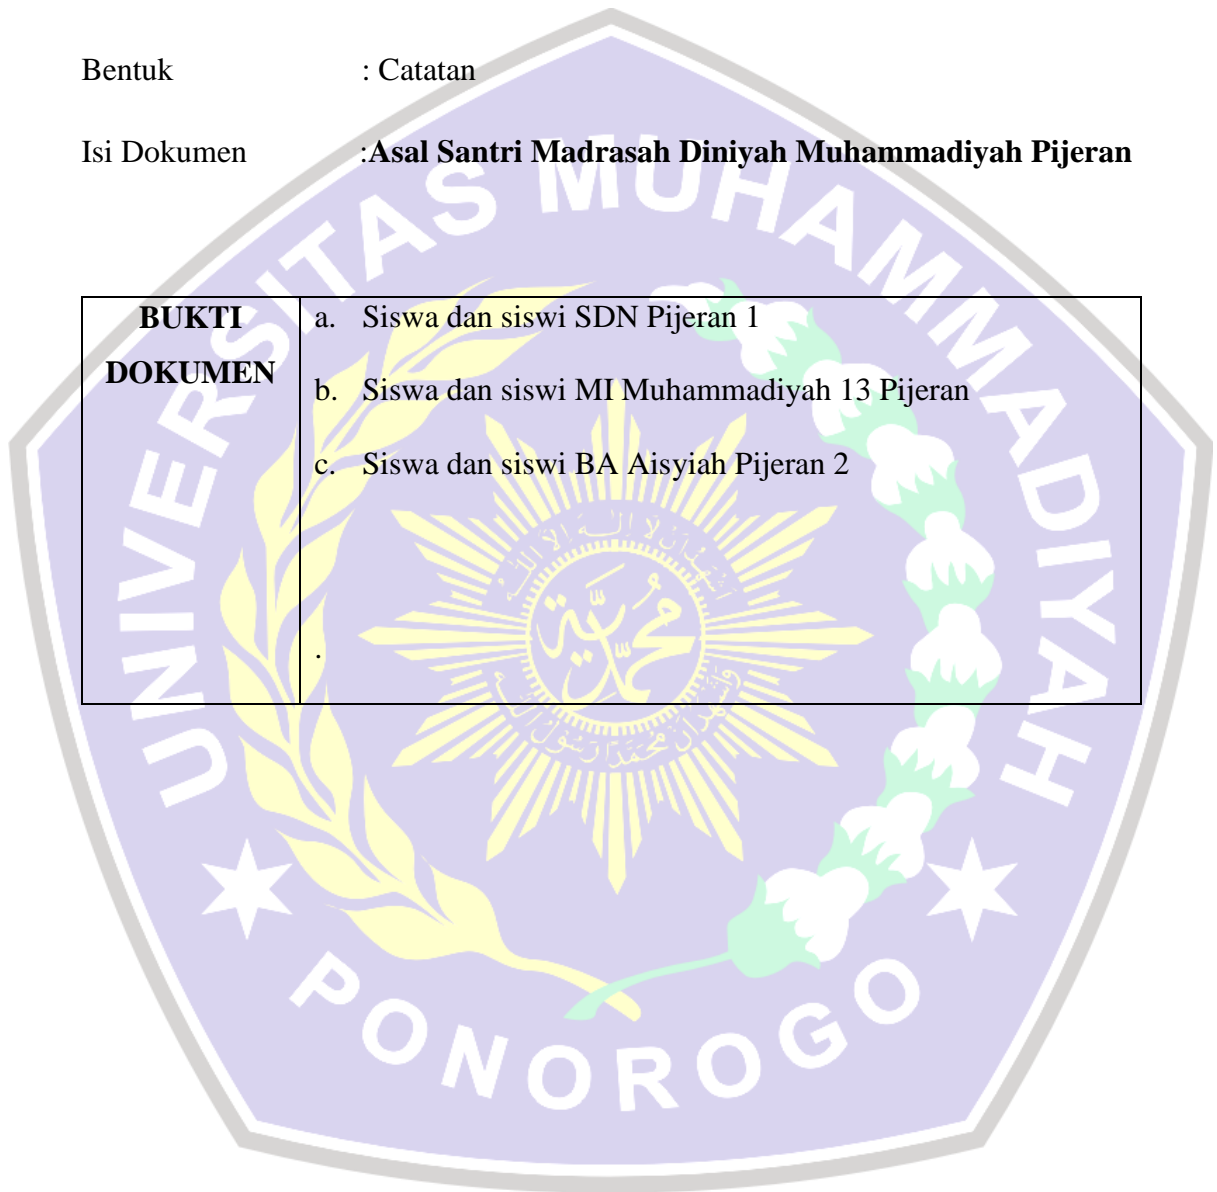 Bentuk : Catatan
Isi Dokumen :Asal Santri Madrasah Diniyah Muhammadiyah Pijeran
BUKTI DOKUMEN
a. Siswa dan siswi SDN Pijeran 1
b. Siswa dan siswi MI Muhammadiyah 13 Pijeran
c. Siswa dan siswi BA Aisyiah Pijeran 2
.
UNIVERSITAS MUHAMMADIYAH
PONOROGO
محمدية